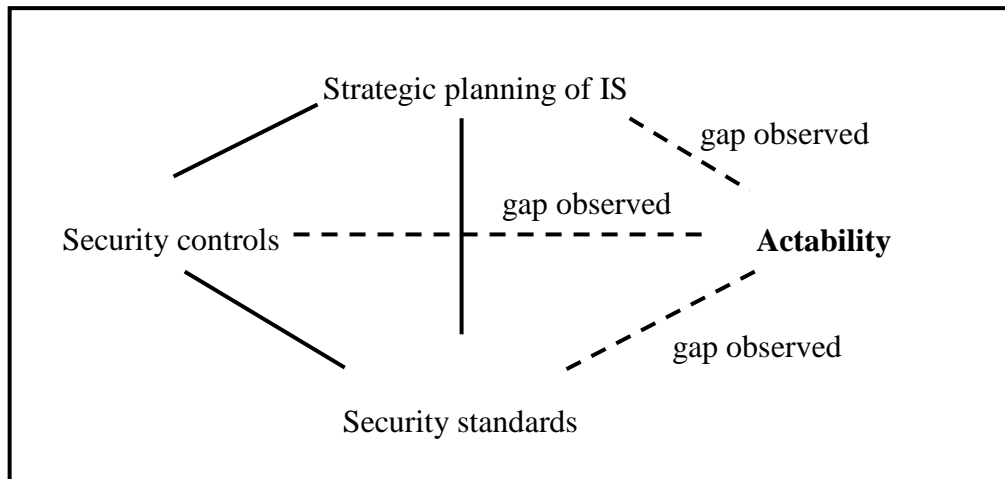 Strategic planning of IS
gap observed
gap observed
Security controls
Actability
gap observed
Security standards